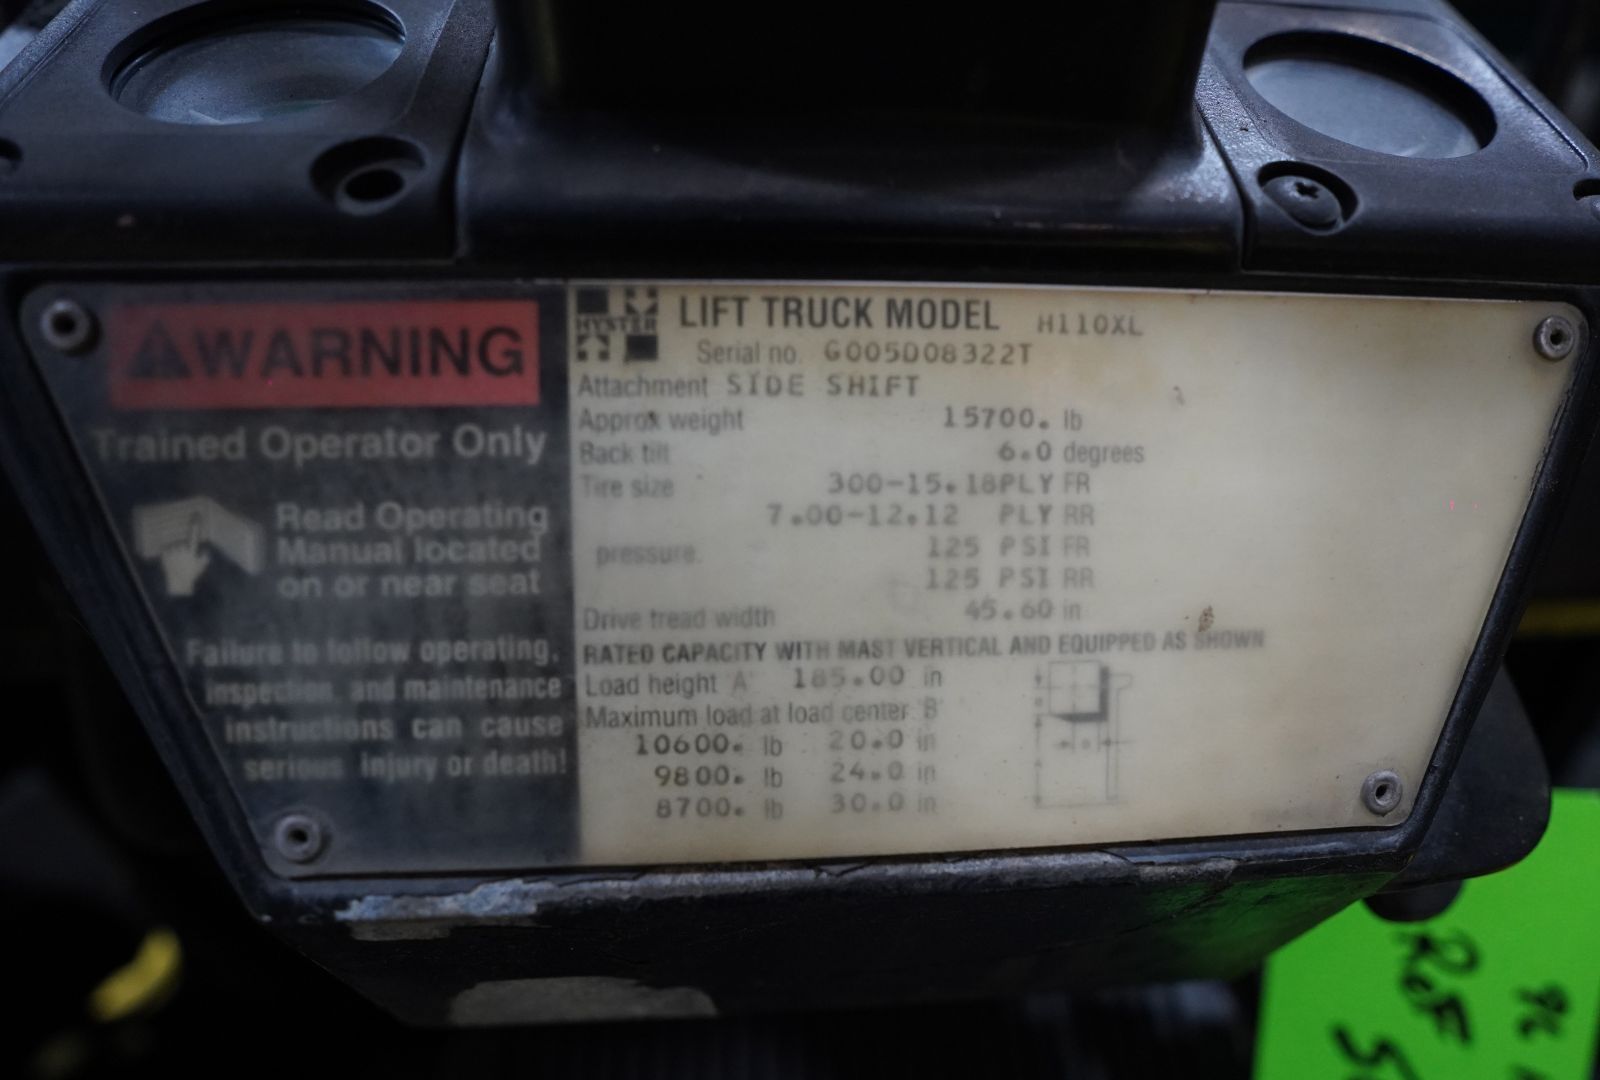 WARNING
Trained Operator Only
Read Operating
Manual located
on or near seat
Failure to follow operating,
inspection and maintenance
instructions can cause
serious injury or death!
HYSTER
LIFT TRUCK MODEL H110XL
Serial no. G005D08322T
Attachment SIDE SHIFT
Approx weight 15700. lb
Back tilt 6.0 degrees
Tire size 300-15.18PLY FR
7.00-12.12 PLY RR
pressure. 125 PSI FR
125 PSI RR
Drive tread width 45.60 in
RATED CAPACITY WITH MAST VERTICAL AND EQUIPPED AS SHOWN
Load height A 185.00 in
Maximum load at load center B
10600. lb 20.0 in
9800. lb 24.0 in
8700. lb 30.0 in
REF